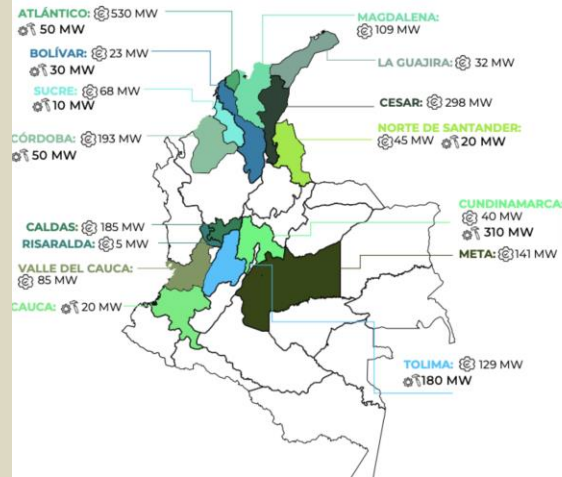 ATLÁNTICO: 530 MW
50 MW
BOLÍVAR: 23 MW
30 MW
SUCRE: 68 MW
10 MW
CÓRDOBA: 193 MW
50 MW
MAGDALENA:
109 MW
LA GUAJIRA: 32 MW
CESAR: 298 MW
NORTE DE SANTANDER:
45 MW 20 MW
CALDAS: 185 MW
RISARALDA: 5 MW
VALLE DEL CAUCA:
85 MW
CAUCA: 20 MW
CUNDINAMARCA:
40 MW
310 MW
META: 141 MW
TOLIMA: 129 MW
180 MW